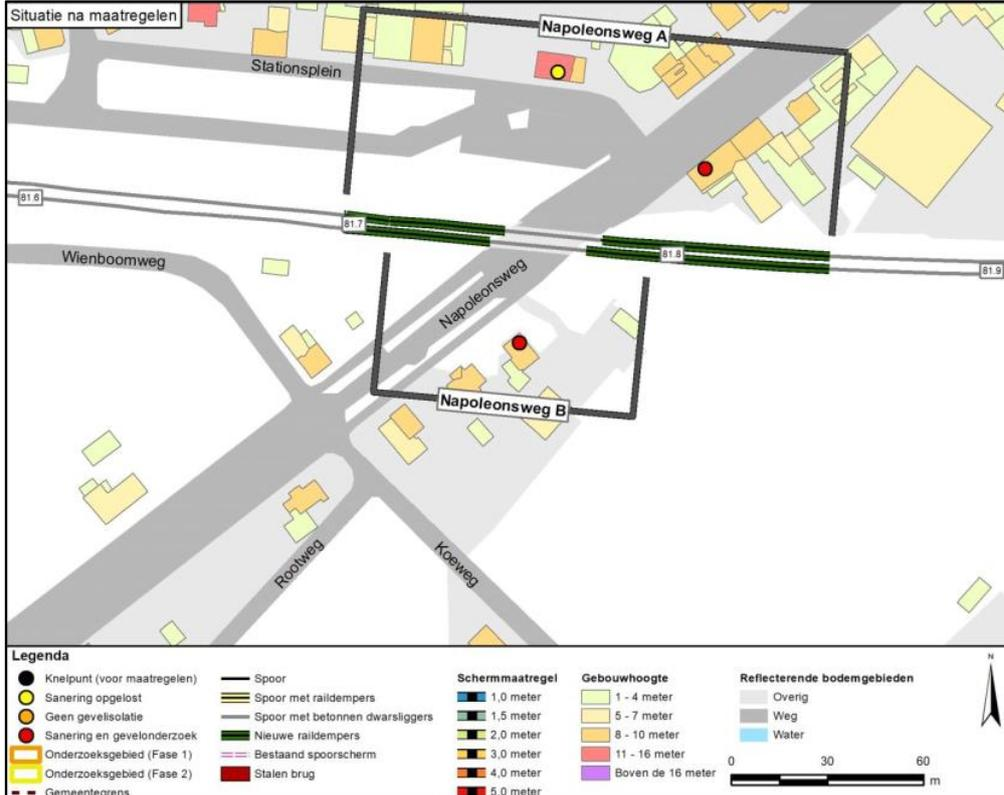 Situatie na maatregelen
Napoleonsweg A
Stationsplein
81.6
81.7
81.8
81.9
Wienboomweg
Napoleonsweg
Napoleonsweg B
Rootweg
Koeweg
Legenda
Knelpunt (voor maatregelen)
Sanering opgelost
Geen gevelisolatie
Sanering en gevelonderzoek
Onderzoeksgebied (Fase 1)
Onderzoeksgebied (Fase 2)
Gemeentegrens
Spoor
Spoor met raildempers
Spoor met betonnen dwarsliggers
Nieuwe raildempers
Bestaand spoorscherm
Stalen brug
Schermmaatregel
1,0 meter
1,5 meter
2,0 meter
3,0 meter
4,0 meter
5,0 meter
Gebouwhoogte
1 - 4 meter
5 - 7 meter
8 - 10 meter
11 - 16 meter
Boven de 16 meter
Reflecterende bodemgebieden
Overig
Weg
Water
N
0 30 60
m